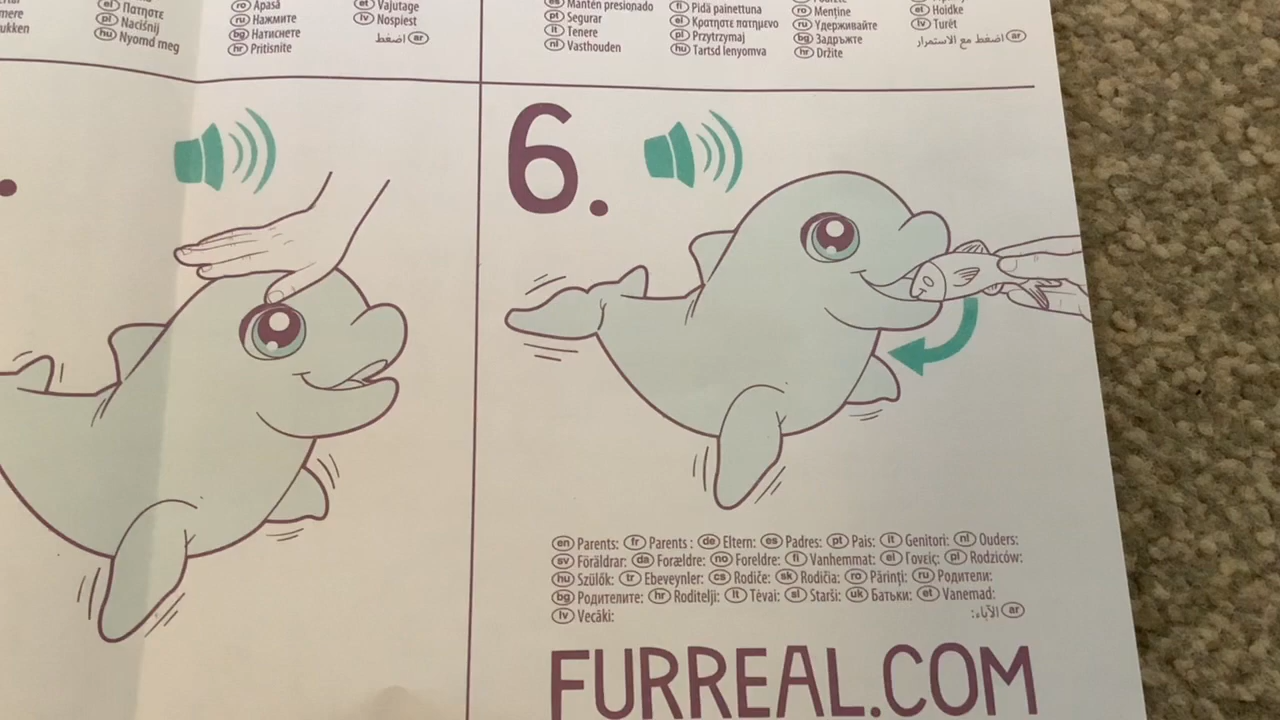 mere
ukken
el Πατηστε
pl Naciśnij
hu Nyomd meg
ro Apasă
ru Нажмите
bg Натиснете
hr Pritisnite
et Vajutage
lv Nospiest
اضغط ar
es Mantén presionado
pt Segurar
it Tenere
nl Vasthouden
fi Pidä painettuna
el Κρατηστε πατημενο
pl Przytrzymaj
hu Tartsd lenyomva
ro Menține
ru Удерживайте
bg Задръжте
hr Držite
et Hoidke
lv Turēt
اضغط مع الاستمرار ar
6.
en Parents: fr Parents : de Eltern: es Padres: pt Pais: it Genitori: nl Ouders:
sv Föräldrar: da Forældre: no Foreldre: fi Vanhemmat: el Γονείς: pl Rodziców:
hu Szülők: tr Ebeveynler: cs Rodiče: sk Rodičia: ro Părinți: ru Родители:
bg Родителите: hr Roditelji: lt Tėvai: sl Starši: uk Батьки: et Vanemad:
lv Vecāki: الآباء: ar
FURREAL.COM